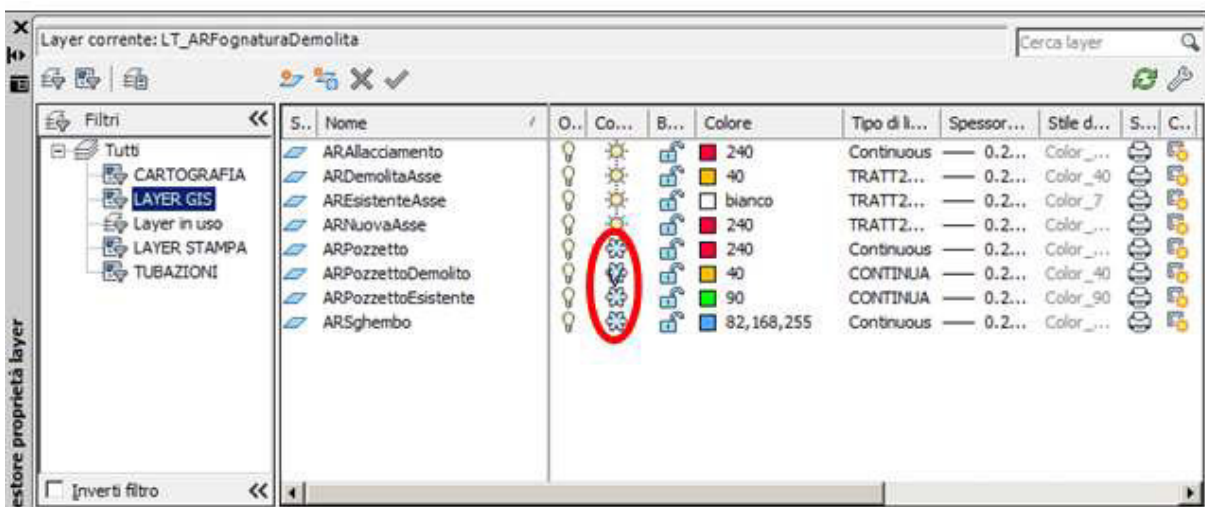 Layer corrente: LT_ARFognaturaDemolita
Cerca layer
Filtri
Tutti
CARTOGRAFIA
LAYER GIS
Layer in uso
LAYER STAMPA
TUBAZIONI
Inverti filtro
S.. Nome O.. Co... B... Colore Tipo di li... Spessor... Stile d... S... C..
ARAllacciamento 240 Continuous 0.2... Color_...
ARDemolitaAsse 40 TRATT2... 0.2... Color_40
AREsistenteAsse bianco TRATT2... 0.2... Color_7
ARNuovaAsse 240 TRATT2... 0.2... Color_...
ARPozzetto 240 Continuous 0.2... Color_...
ARPozzettoDemolito 40 CONTINUA 0.2... Color_40
ARPozzettoEsistente 90 CONTINUA 0.2... Color_90
ARSghembo 82,168,255 Continuous 0.2... Color_...
estore proprietà layer